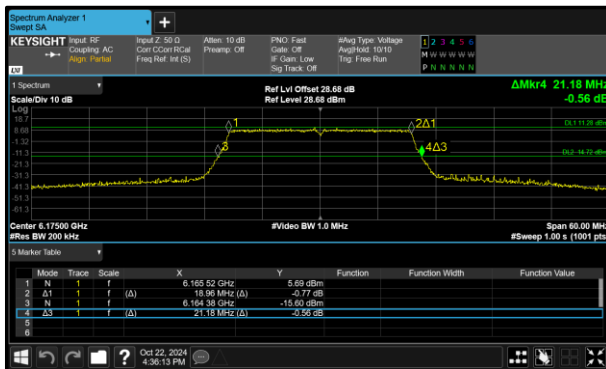 Spectrum Analyzer 1
Swept SA
KEYSIGHT Input: RF Input Z: 50 Ω Atten: 10 dB PNO: Fast #Avg Type: Voltage 1 2 3 4 5 6
Coupling: AC Corr CCorr RCal Preamp: Off Gate: Off Avg|Hold: 10/10 M W W W W W
Align: Partial Freq Ref: Int (S) IF Gain: Low Trig: Free Run P N N N N N
Sig Track: Off
LXI
1 Spectrum Ref Lvl Offset 28.68 dB ΔMkr4 21.18 MHz
Scale/Div 10 dB Ref Level 28.68 dBm -0.56 dB
Log
18.7
8.68
-1.32
-11.3
-21.3
-31.3
-41.3
-51.3
-61.3
1
2Δ1
DL1 11.28 dBm
3
4Δ3
DL2 -14.72 dBm
Center 6.17500 GHz #Video BW 1.0 MHz Span 60.00 MHz
#Res BW 200 kHz #Sweep 1.00 s (1001 pts)
5 Marker Table
Mode Trace Scale X Y Function Function Width Function Value
1 N 1 f 6.165 52 GHz 5.69 dBm
2 Δ1 1 f (Δ) 18.96 MHz (Δ) -0.77 dB
3 N 1 f 6.164 38 GHz -15.60 dBm
4 Δ3 1 f (Δ) 21.18 MHz (Δ) -0.56 dB
5
6
? Oct 22, 2024
4:36:13 PM